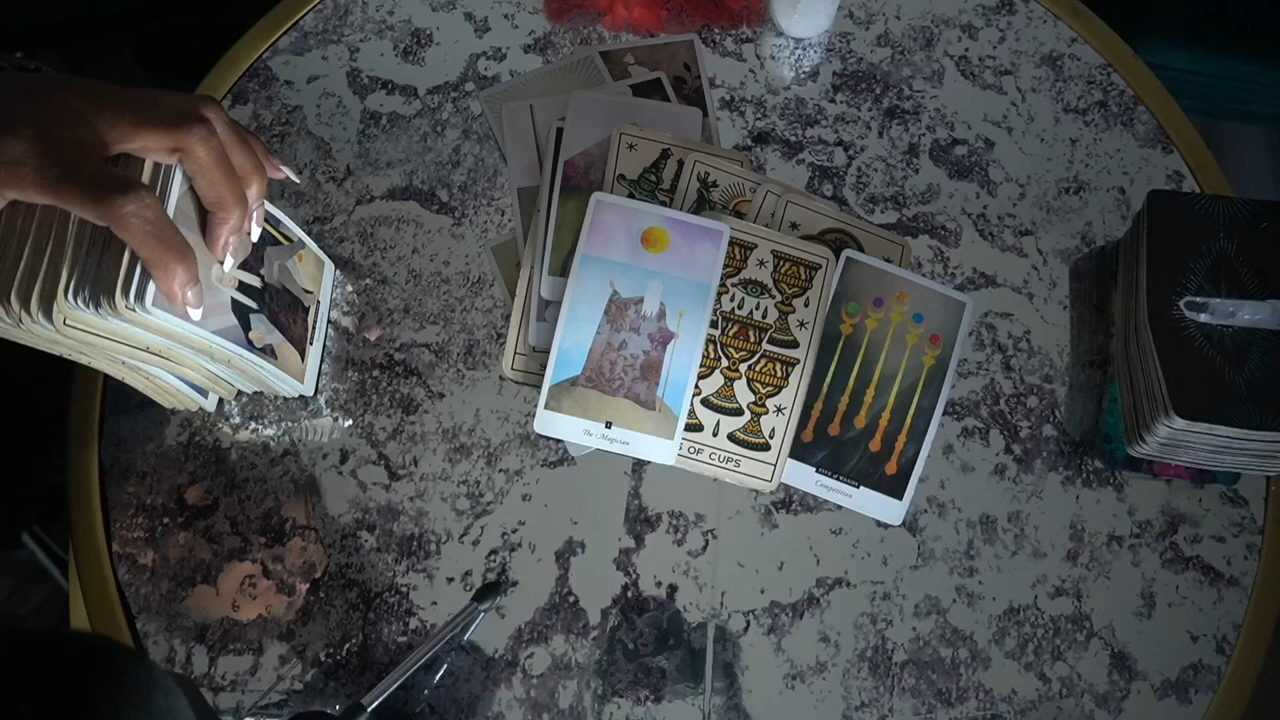 I
The Magician
S OF CUPS
FIVE of WANDS
Competition